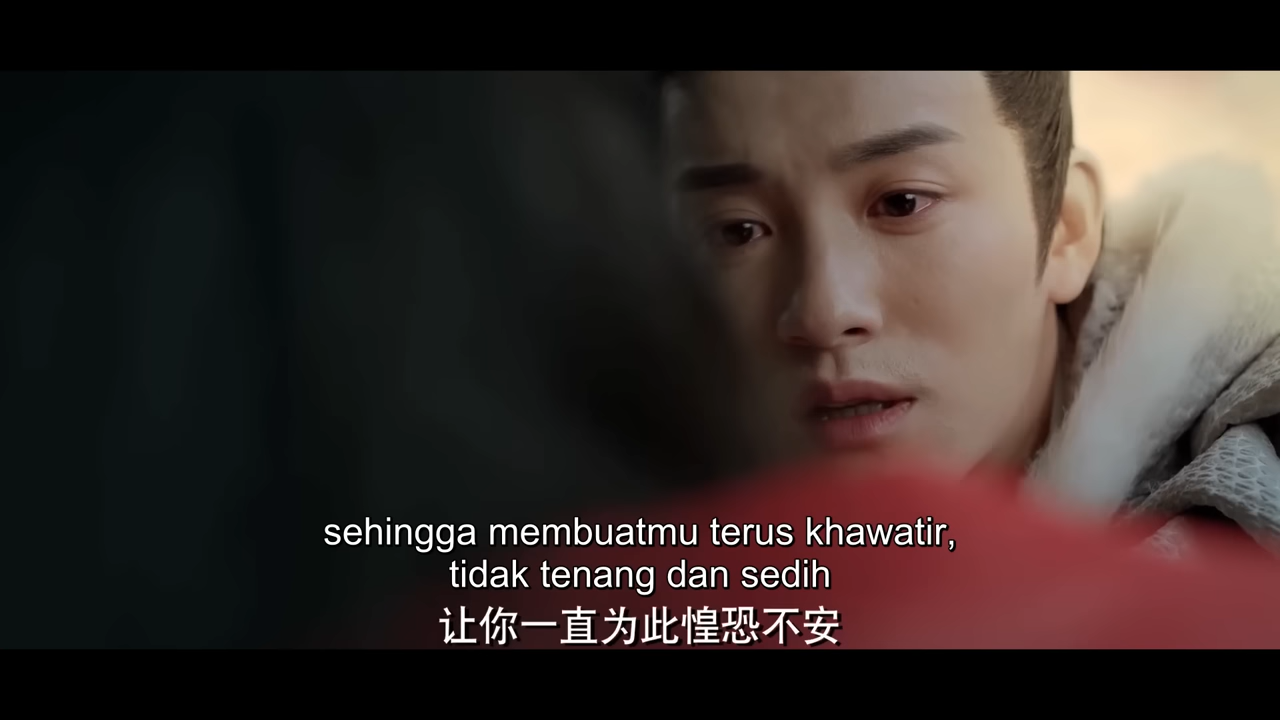 sehingga membuatmu terus khawatir,
tidak tenang dan sedih
让你一直为此惶恐不安